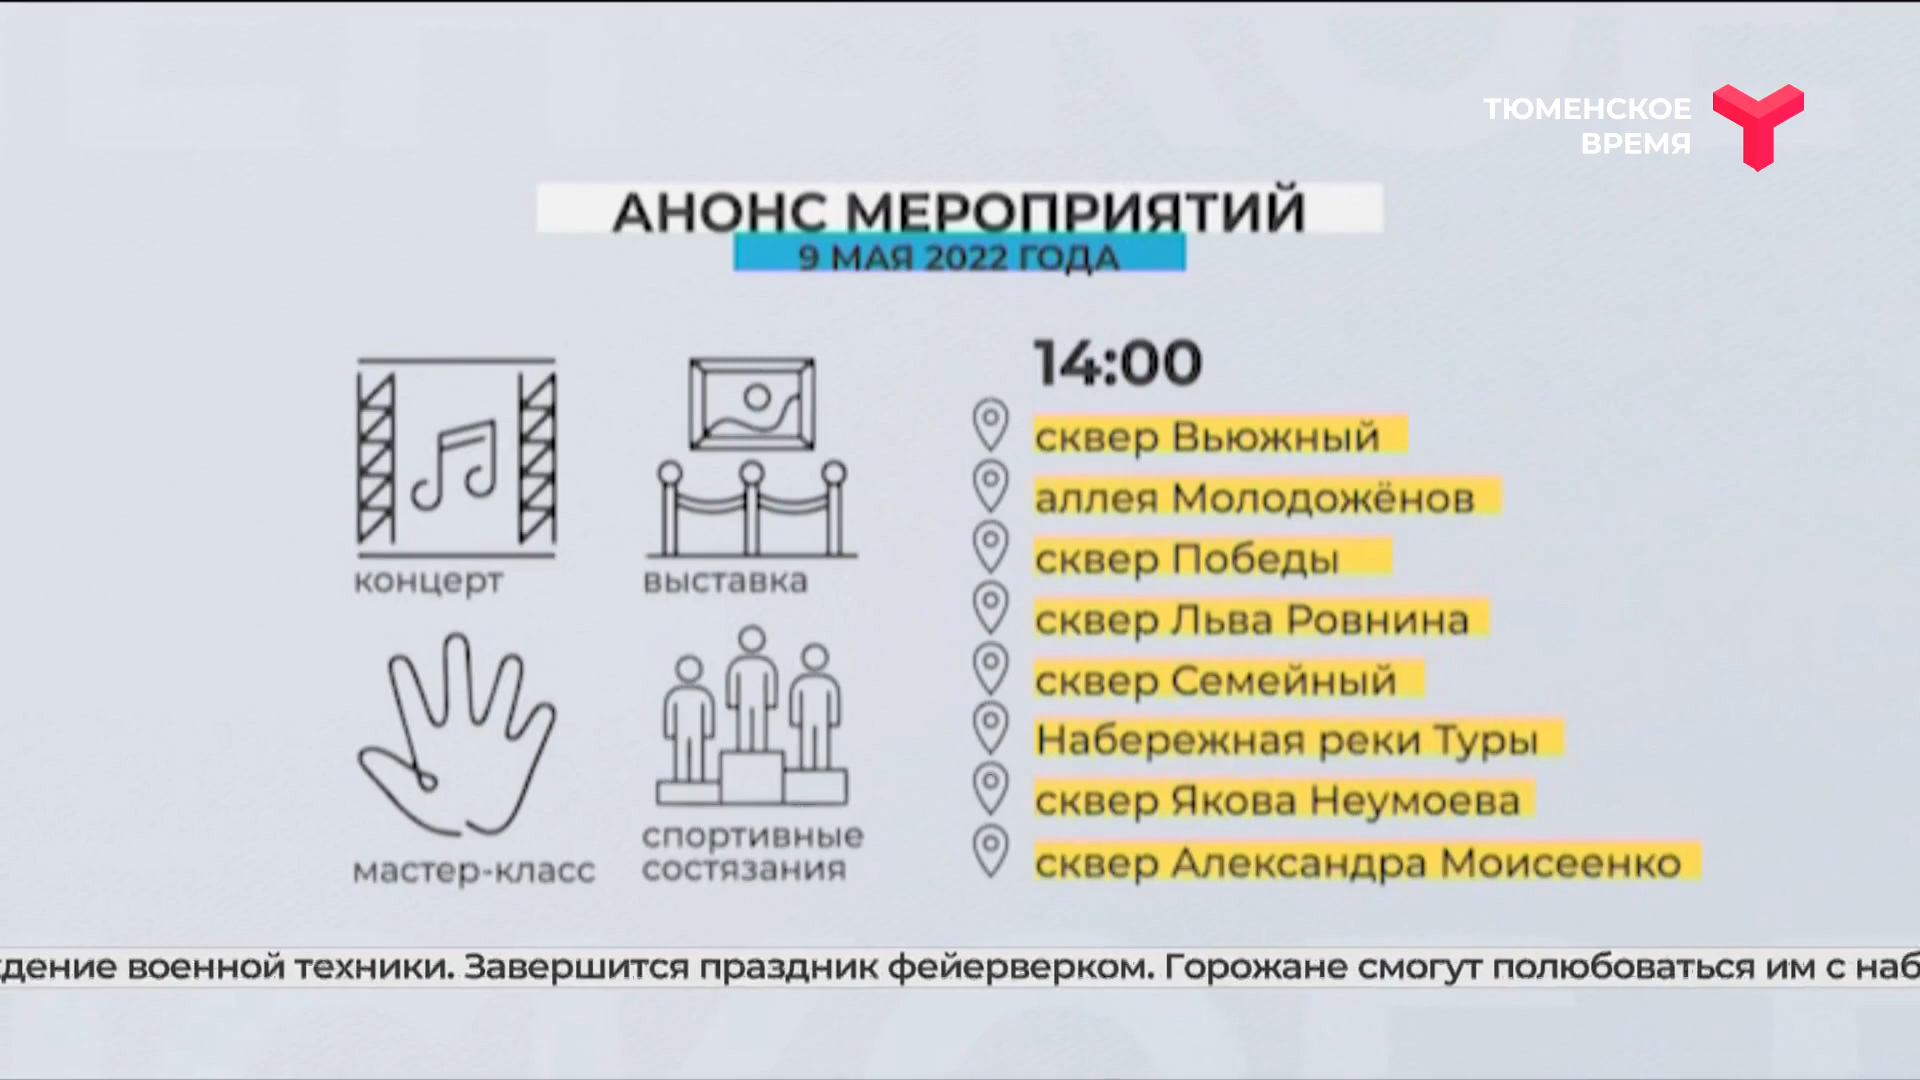 ТЮМЕНСКОЕ
ВРЕМЯ
АНОНС МЕРОПРИЯТИЙ
9 МАЯ 2022 ГОДА
концерт
выставка
мастер-класс
спортивные
состязания
14:00
сквер Вьюжный
аллея Молодожёнов
сквер Победы
сквер Льва Ровнина
сквер Семейный
Набережная реки Туры
сквер Якова Неумоева
сквер Александра Моисеенко
военной техники. Завершится праздник фейерверком. Горожане смогут полюбоваться им с